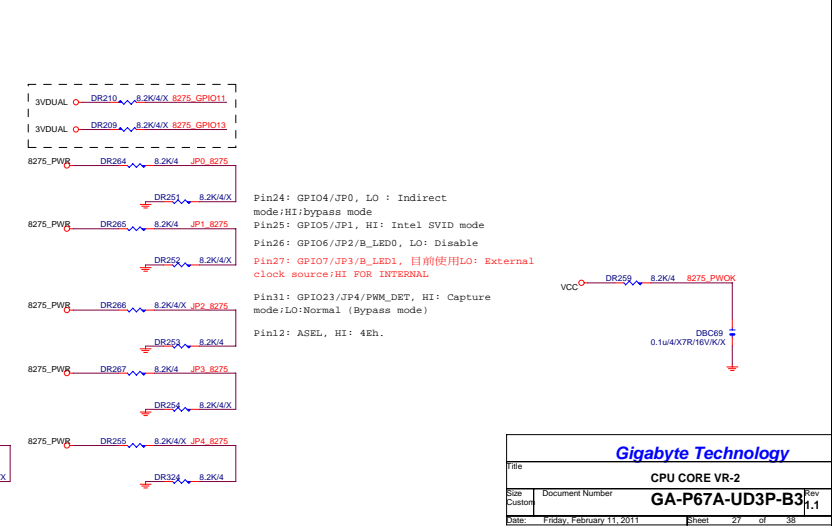 3VDUAL DR210 8.2K/4/X 8275_GPIO11
3VDUAL DR209 8.2K/4/X 8275_GPIO13
8275_PWR DR264 8.2K/4 JP0_8275
DR251 8.2K/4/X
8275_PWR DR265 8.2K/4 JP1_8275
DR252 8.2K/4/X
8275_PWR DR266 8.2K/4/X JP2_8275
DR253 8.2K/4
8275_PWR DR267 8.2K/4 JP3_8275
DR254 8.2K/4/X
8275_PWR DR255 8.2K/4/X JP4_8275
DR324 8.2K/4
X
Pin24: GPIO4/JP0, LO : Indirect
mode;HI;bypass mode
Pin25: GPIO5/JP1, HI: Intel SVID mode
Pin26: GPIO6/JP2/B_LED0, LO: Disable
Pin27: GPIO7/JP3/B_LED1, 目前使用LO: External
clock source;HI FOR INTERNAL
Pin31: GPIO23/JP4/PWM_DET, HI: Capture
mode;LO:Normal (Bypass mode)
Pin12: ASEL, HI: 4Eh.
VCC DR259 8.2K/4 8275_PWOK
DBC69
0.1u/4/X7R/16V/K/X
Gigabyte Technology
Title
CPU CORE VR-2
Size Document Number Rev
Custom GA-P67A-UD3P-B3 1.1
Date: Friday, February 11, 2011 Sheet 27 of 38